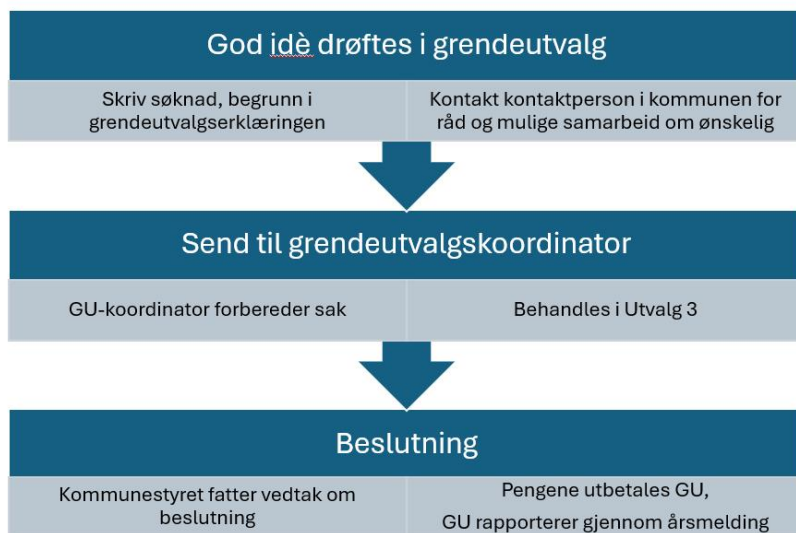 God idè drøftes i grendeutvalg
Skriv søknad, begrunn i
grendeutvalgserklæringen
Kontakt kontaktperson i kommunen for
råd og mulige samarbeid om ønskelig
Send til grendeutvalgskoordinator
GU-koordinator forbereder sak
Behandles i Utvalg 3
Beslutning
Kommunestyret fatter vedtak om
beslutning
Pengene utbetales GU,
GU rapporterer gjennom årsmelding